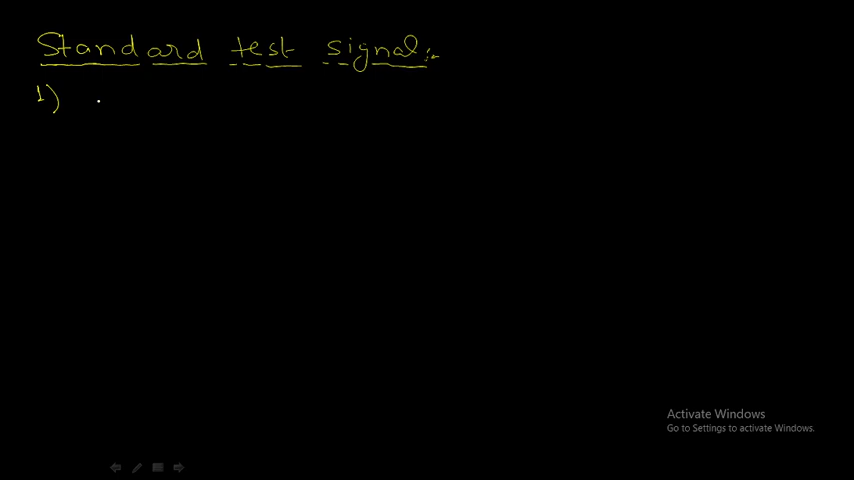 Standard test signal:-
1)
Activate Windows
Go to Settings to activate Windows.